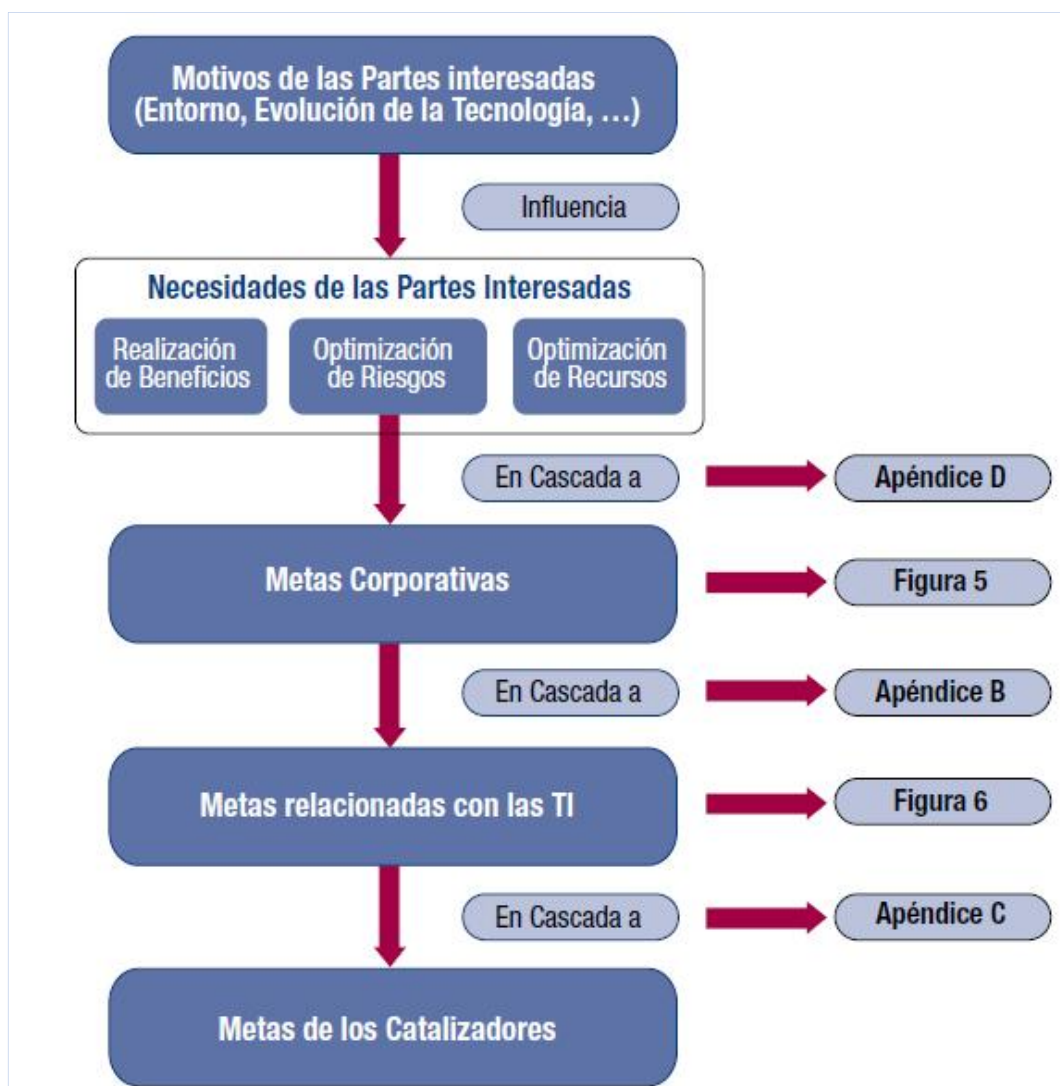 Motivos de las Partes interesadas
(Entorno, Evolución de la Tecnología, …)
Influencia
Necesidades de las Partes Interesadas
Realización
de Beneficios
Optimización
de Riesgos
Optimización
de Recursos
En Cascada a
Apéndice D
Metas Corporativas
Figura 5
En Cascada a
Apéndice B
Metas relacionadas con las TI
Figura 6
En Cascada a
Apéndice C
Metas de los Catalizadores